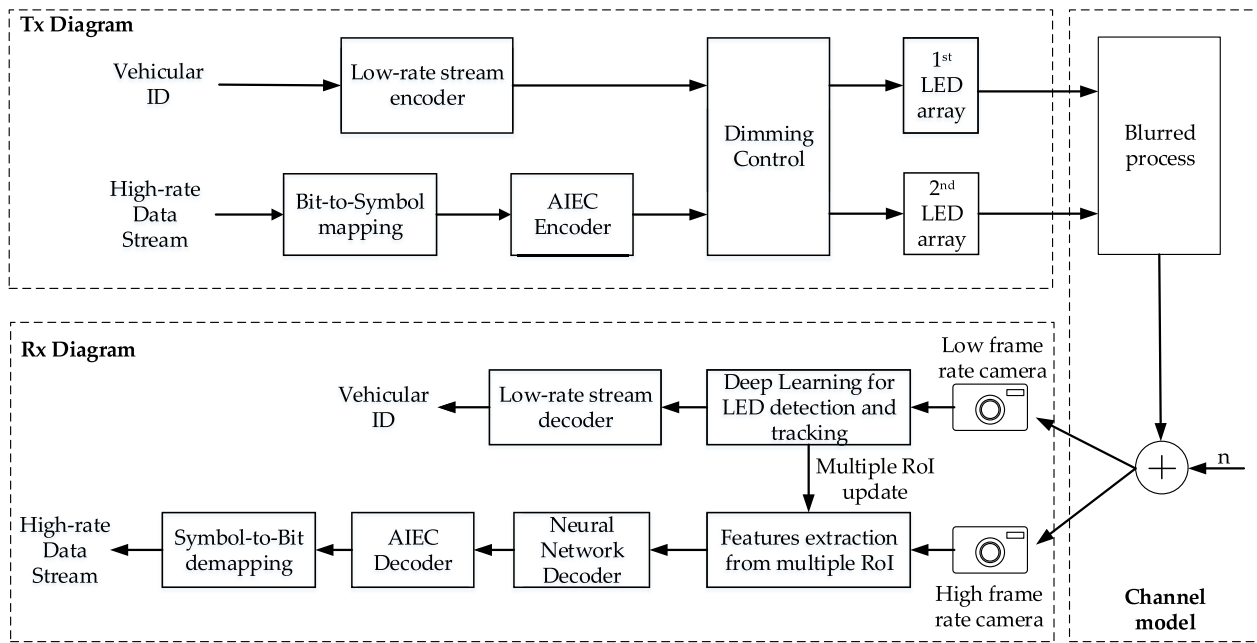 Tx Diagram
Vehicular
ID
Low-rate stream
encoder
Dimming
Control
1st
LED
array
Blurred
process
High-rate
Data
Stream
Bit-to-Symbol
mapping
AIEC
Encoder
2nd
LED
array
Rx Diagram
Vehicular
ID
Low-rate stream
decoder
Deep Learning for
LED detection and
tracking
Low frame
rate camera
n
Multiple RoI
update
High-rate
Data
Stream
Symbol-to-Bit
demapping
AIEC
Decoder
Neural
Network
Decoder
Features extraction
from multiple RoI
High frame
rate camera
Channel
model